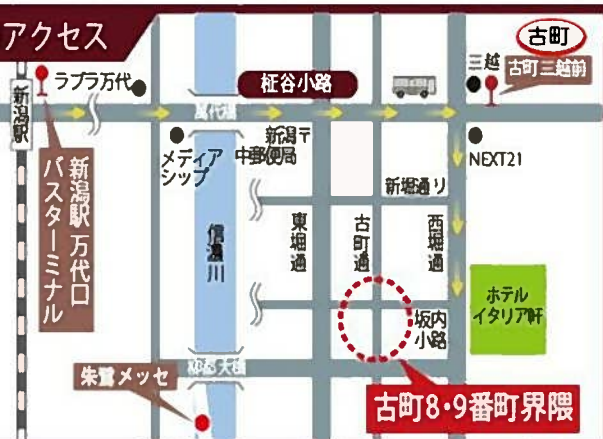 アクセス
古町
三越
古町三越前
ラブラ万代
柾谷小路
新潟駅
萬代橋
新潟〒
中郵便局
メディア
シップ
NEXT21
新堀通り
新潟駅 万代口
バスターミナル
信濃川
東堀通
古町通
西堀通
ホテル
イタリア軒
坂内
小路
柳都大橋
朱鷺メッセ
古町8・9番町界隈